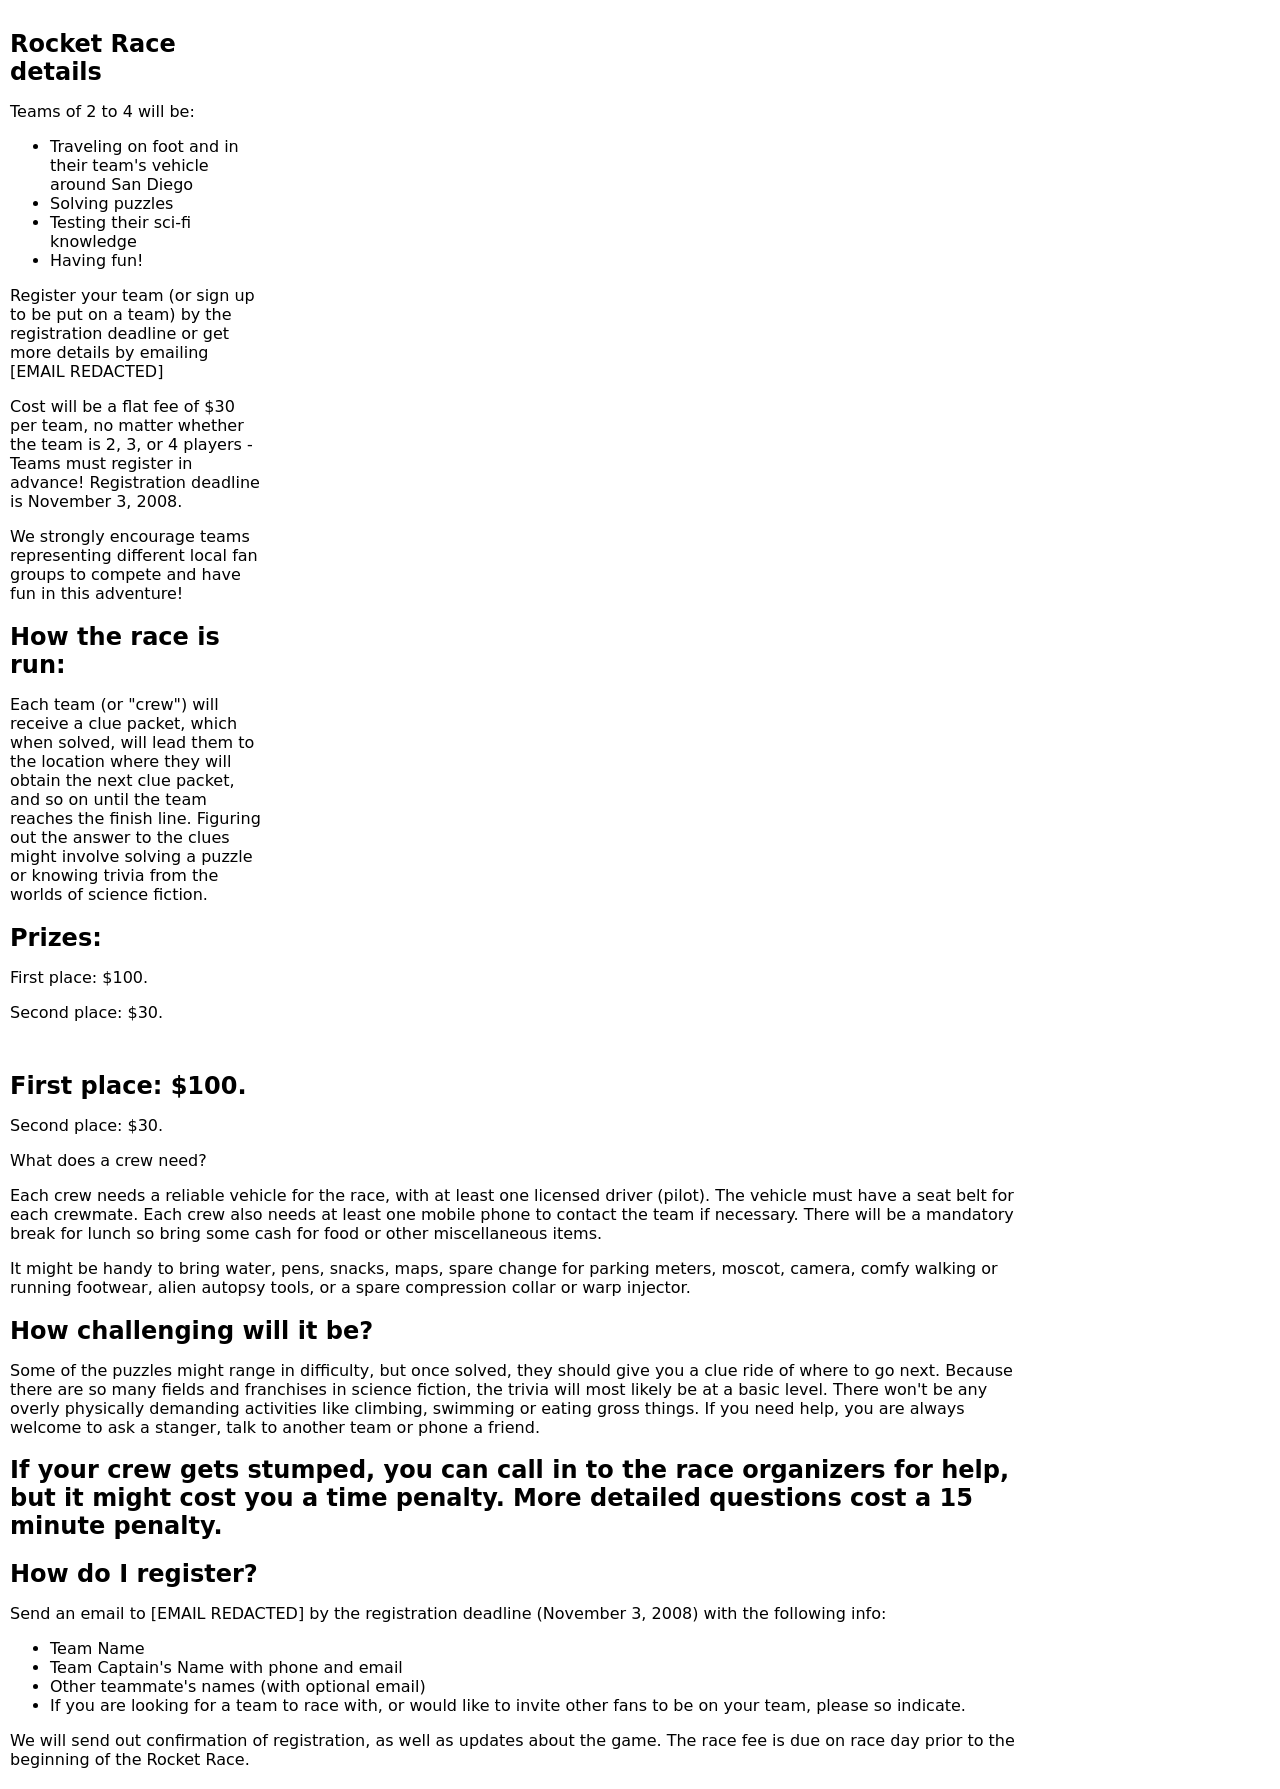 Rocket Race
details
Teams of 2 to 4 will be:
• Traveling on foot and in
their team's vehicle
around San Diego
• Solving puzzles
• Testing their sci-fi
knowledge
• Having fun!
Register your team (or sign up
to be put on a team) by the
registration deadline or get
more details by emailing
[EMAIL REDACTED]
Cost will be a flat fee of $30
per team, no matter whether
the team is 2, 3, or 4 players -
Teams must register in
advance! Registration deadline
is November 3, 2008.
We strongly encourage teams
representing different local fan
groups to compete and have
fun in this adventure!
How the race is
run:
Each team (or "crew") will
receive a clue packet, which
when solved, will lead them to
the location where they will
obtain the next clue packet,
and so on until the team
reaches the finish line. Figuring
out the answer to the clues
might involve solving a puzzle
or knowing trivia from the
worlds of science fiction.
Prizes:
First place: $100.
Second place: $30.
First place: $100.
Second place: $30.
What does a crew need?
Each crew needs a reliable vehicle for the race, with at least one licensed driver (pilot). The vehicle must have a seat belt for
each crewmate. Each crew also needs at least one mobile phone to contact the team if necessary. There will be a mandatory
break for lunch so bring some cash for food or other miscellaneous items.
It might be handy to bring water, pens, snacks, maps, spare change for parking meters, moscot, camera, comfy walking or
running footwear, alien autopsy tools, or a spare compression collar or warp injector.
How challenging will it be?
Some of the puzzles might range in difficulty, but once solved, they should give you a clue ride of where to go next. Because
there are so many fields and franchises in science fiction, the trivia will most likely be at a basic level. There won't be any
overly physically demanding activities like climbing, swimming or eating gross things. If you need help, you are always
welcome to ask a stanger, talk to another team or phone a friend.
If your crew gets stumped, you can call in to the race organizers for help,
but it might cost you a time penalty. More detailed questions cost a 15
minute penalty.
How do I register?
Send an email to [EMAIL REDACTED] by the registration deadline (November 3, 2008) with the following info:
• Team Name
• Team Captain's Name with phone and email
• Other teammate's names (with optional email)
• If you are looking for a team to race with, or would like to invite other fans to be on your team, please so indicate.
We will send out confirmation of registration, as well as updates about the game. The race fee is due on race day prior to the
beginning of the Rocket Race.